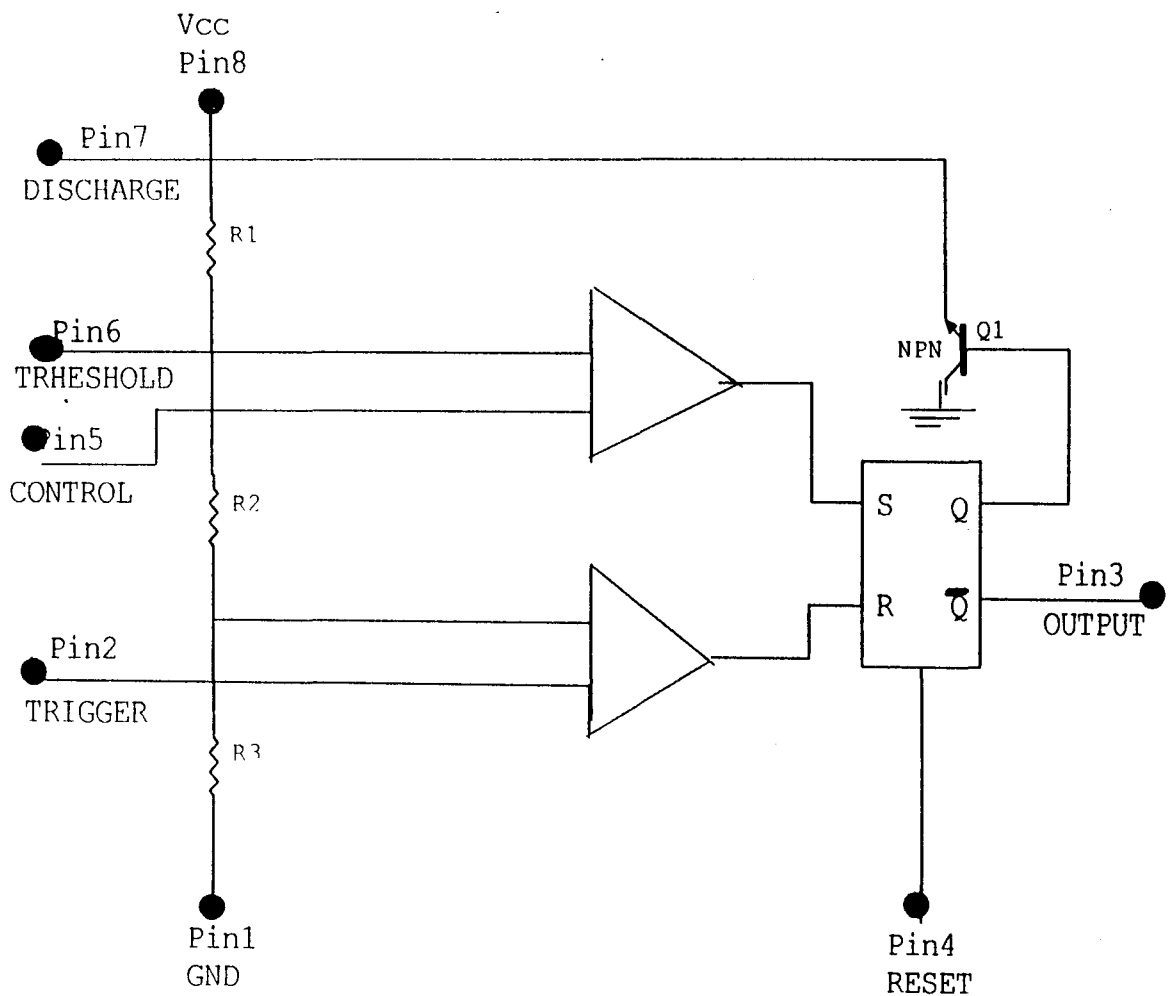 Vcc
Pin8
Pin7
DISCHARGE
R1
Pin6
TRHESHOLD
Pin5
CONTROL
NPN
Q1
R2
S
Q
R
Q̅
Pin3
OUTPUT
Pin2
TRIGGER
R3
Pin1
GND
Pin4
RESET